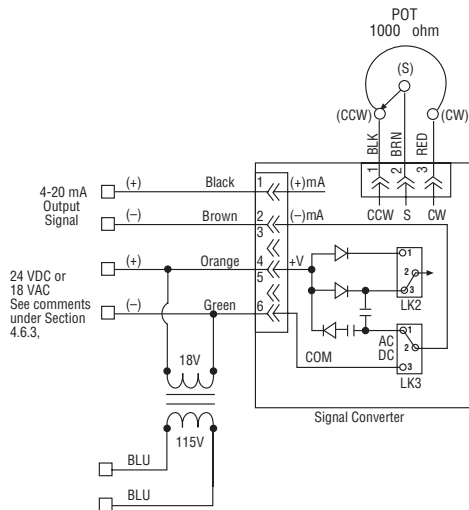 POT
1000 ohm
(S)
(CCW)
(CW)
BLK
BRN
RED
1
2
3
CCW S CW
4-20 mA
Output
Signal
(+)
Black
1
(+)mA
(−)
Brown
2
(−)mA
3
24 VDC or
18 VAC
See comments
under Section
4.6.3,
(+)
Orange
4
+V
5
(−)
Green
6
COM
1
2
3
LK2
AC
DC
1
2
3
LK3
Signal Converter
18V
115V
BLU
BLU